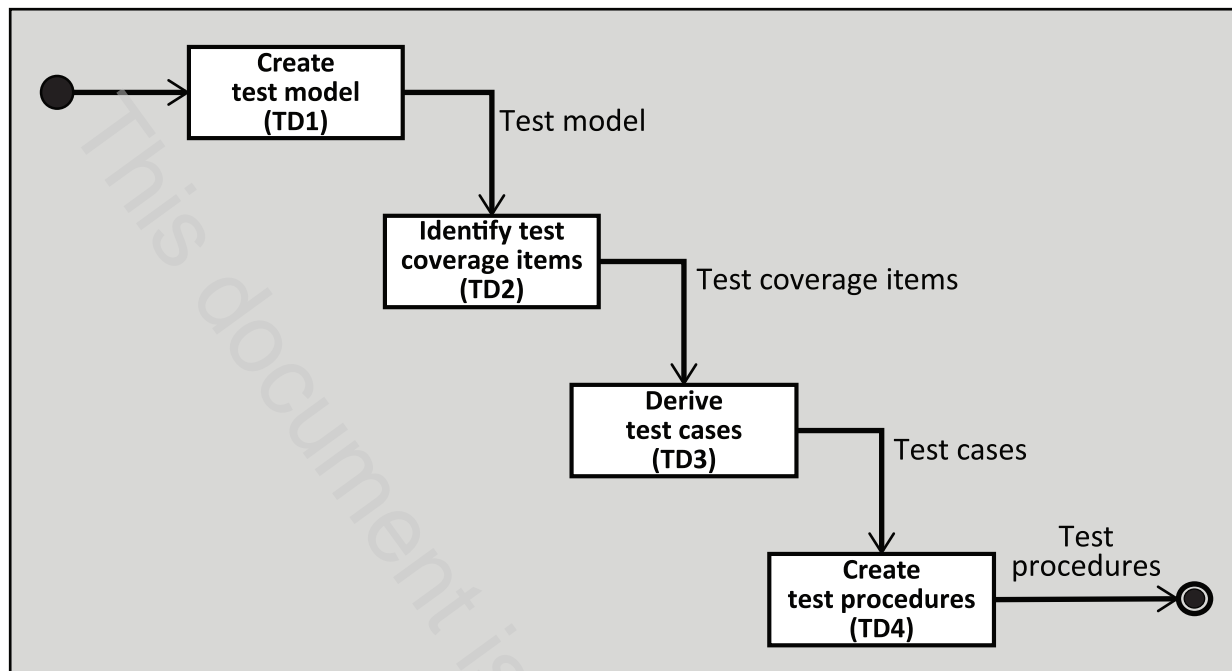 Create
test model
(TD1)
Test model
Identify test
coverage items
(TD2)
Test coverage items
Derive
test cases
(TD3)
Test cases
Create
test procedures
(TD4)
Test
procedures
This document is